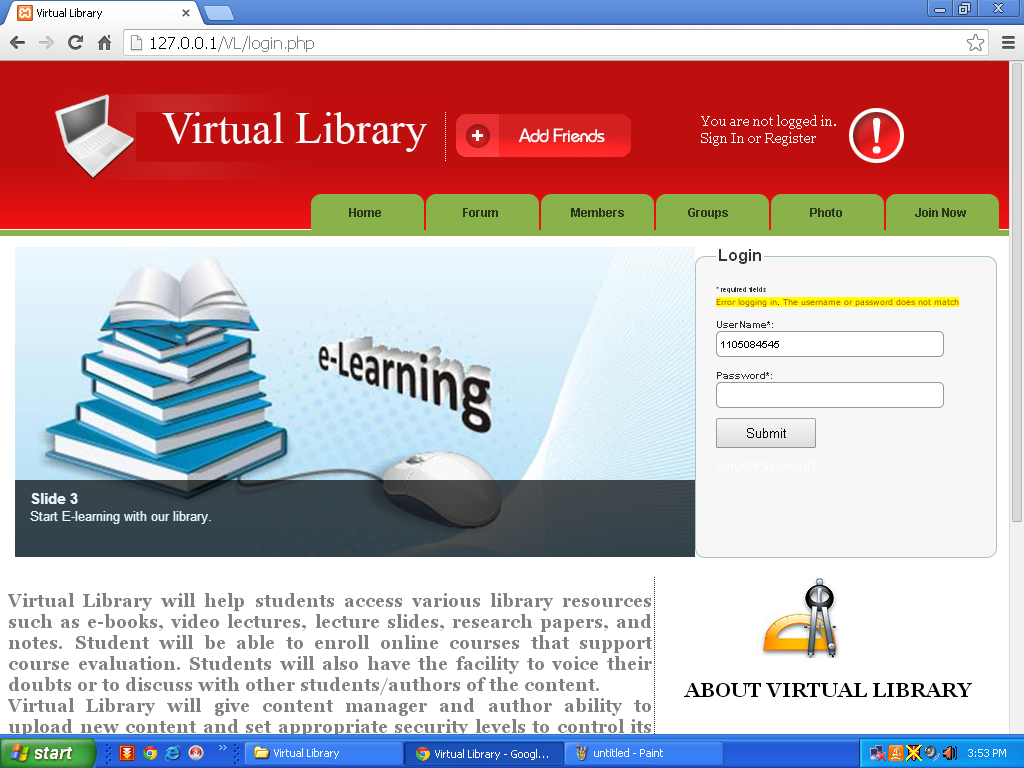 Virtual Library
127.0.0.1/VL/login.php
Virtual Library
Add Friends
You are not logged in.
Sign In or Register
Home
Forum
Members
Groups
Photo
Join Now
e-Learning
Slide 3
Start E-learning with our library.
Login
* required fields
Error logging in. The username or password does not match
UserName*:
1105084545
Password*:
Submit
Forgot Password?
Virtual Library will help students access various library resources
such as e-books, video lectures, lecture slides, research papers, and
notes. Student will be able to enroll online courses that support
course evaluation. Students will also have the facility to voice their
doubts or to discuss with other students/authors of the content.
Virtual Library will give content manager and author ability to
upload new content and set appropriate security levels to control its
ABOUT VIRTUAL LIBRARY
start
Virtual Library
Virtual Library - Googl...
untitled - Paint
3:53 PM